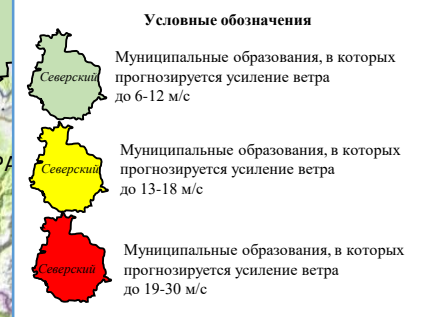 Условные обозначения
Северский
Муниципальные образования, в которых
прогнозируется усиление ветра
до 6-12 м/с
Северский
Муниципальные образования, в которых
прогнозируется усиление ветра
до 13-18 м/с
Северский
Муниципальные образования, в которых
прогнозируется усиление ветра
до 19-30 м/с